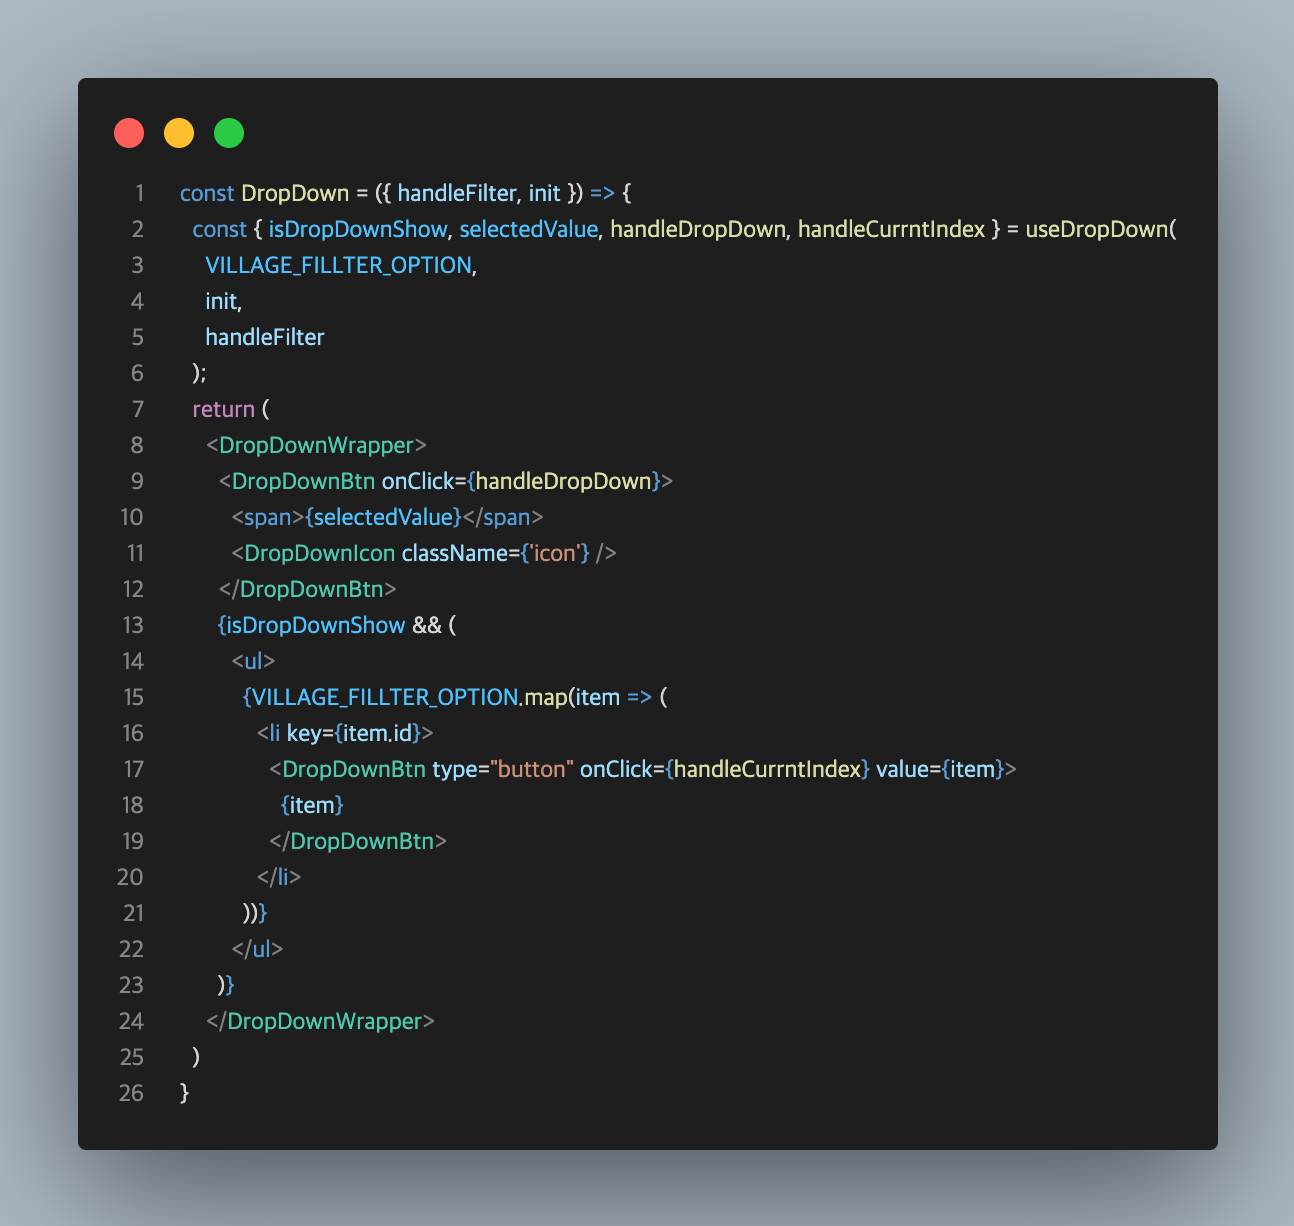 1 const DropDown = ({ handleFilter, init }) => {
2 const { isDropDownShow, selectedValue, handleDropDown, handleCurrntIndex } = useDropDown(
3 VILLAGE_FILLTER_OPTION,
4 init,
5 handleFilter
6 );
7 return (
8 <DropDownWrapper>
9 <DropDownBtn onClick={handleDropDown}>
10 <span>{selectedValue}</span>
11 <DropDownIcon className={'icon'} />
12 </DropDownBtn>
13 {isDropDownShow && (
14 <ul>
15 {VILLAGE_FILLTER_OPTION.map(item => (
16 <li key={item.id}>
17 <DropDownBtn type="button" onClick={handleCurrntIndex} value={item}>
18 {item}
19 </DropDownBtn>
20 </li>
21 ))}
22 </ul>
23 )}
24 </DropDownWrapper>
25 )
26 }